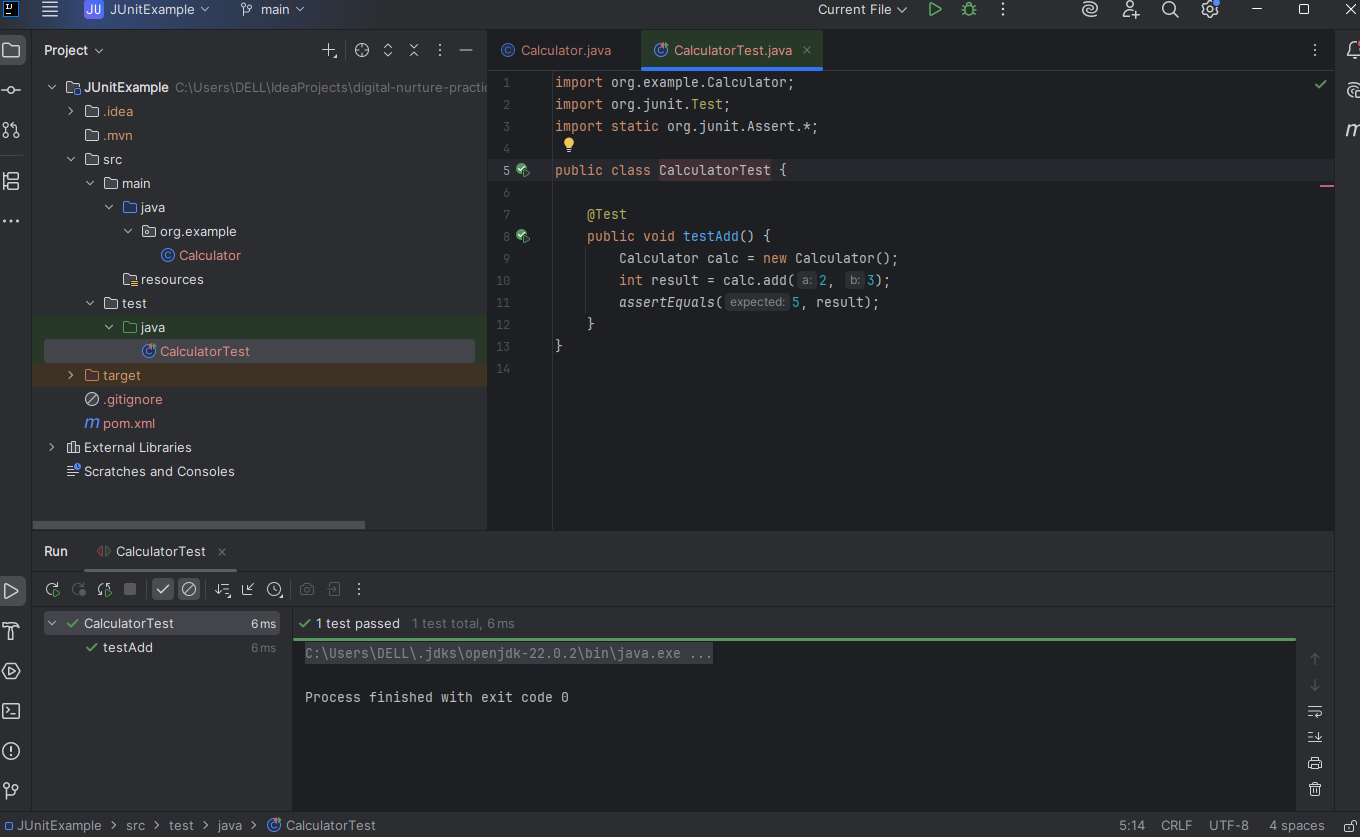 JU JUnitExample main Current File
Project
Calculator.java CalculatorTest.java
JUnitExample C:\Users\DELL\IdeaProjects\digital-nurture-practic
.idea
.mvn
src
main
java
org.example
Calculator
resources
test
java
CalculatorTest
target
.gitignore
pom.xml
External Libraries
Scratches and Consoles
1 import org.example.Calculator;
2 import org.junit.Test;
3 import static org.junit.Assert.*;
4
5 public class CalculatorTest {
6
7 @Test
8 public void testAdd() {
9 Calculator calc = new Calculator();
10 int result = calc.add( a: 2, b: 3);
11 assertEquals( expected: 5, result);
12 }
13 }
14
Run CalculatorTest
CalculatorTest 6 ms
testAdd 6 ms
1 test passed 1 test total, 6 ms
C:\Users\DELL\.jdks\openjdk-22.0.2\bin\java.exe ...
Process finished with exit code 0
JUnitExample > src > test > java > CalculatorTest 5:14 CRLF UTF-8 4 spaces